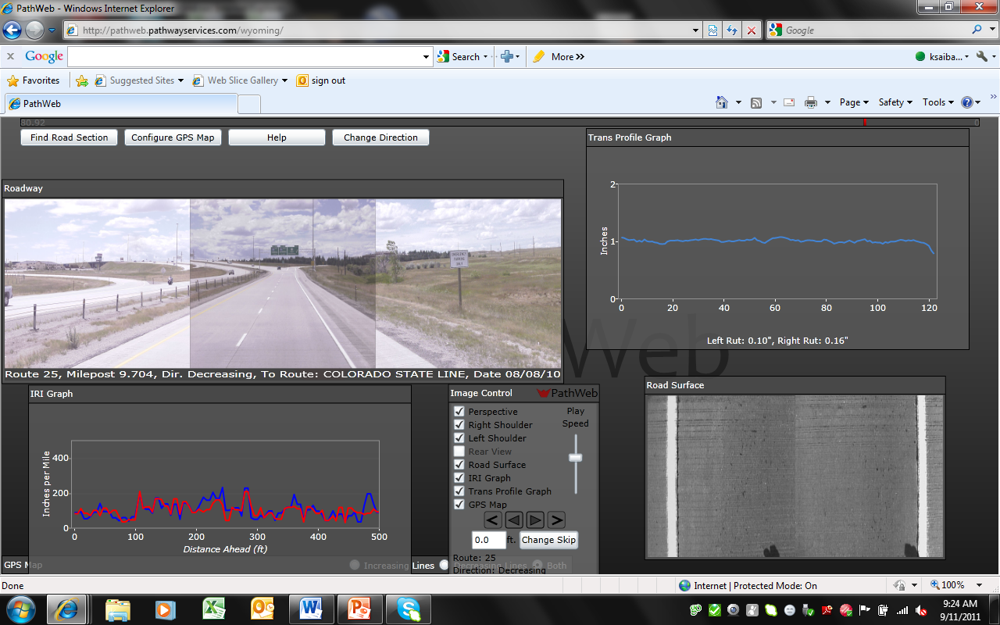 PathWeb - Windows Internet Explorer
http://pathweb.pathwayservices.com/wyoming/
Google
Google Search More ksaiba...
Favorites Suggested Sites Web Slice Gallery sign out
PathWeb Page Safety Tools
80.92 0
Find Road Section Configure GPS Map Help Change Direction
Trans Profile Graph
2
1
0
Inches
0 20 40 60 80 100 120
Left Rut: 0.10", Right Rut: 0.16"
Roadway
EMERGENCY
PARKING
ONLY
Route 25, Milepost 9.704, Dir. Decreasing, To Route: COLORADO STATE LINE, Date 08/08/10
Web
IRI Graph
400
200
0
Inches per Mile
0 100 200 300 400 500
Distance Ahead (ft)
Image Control PathWeb
Perspective
Right Shoulder
Left Shoulder
Rear View
Road Surface
IRI Graph
Trans Profile Graph
GPS Map
Play
Speed
< >
0.0 ft. Change Skip
Route: 25
Direction: Decreasing
Road Surface
GPS Map Increasing Lines Decreasing Lines Both
Done Internet | Protected Mode: On 100%
9:24 AM
9/11/2011